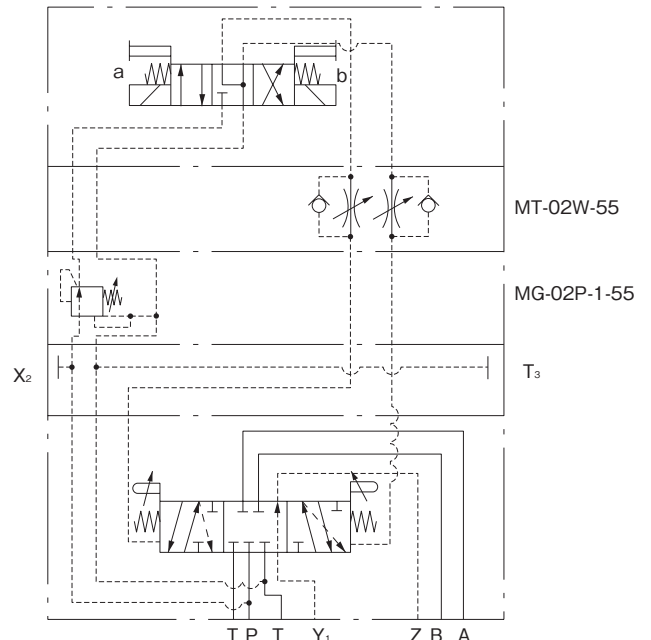 a b
MT-02W-55
MG-02P-1-55
X₂ T₃
T P T Y₁ Z B A